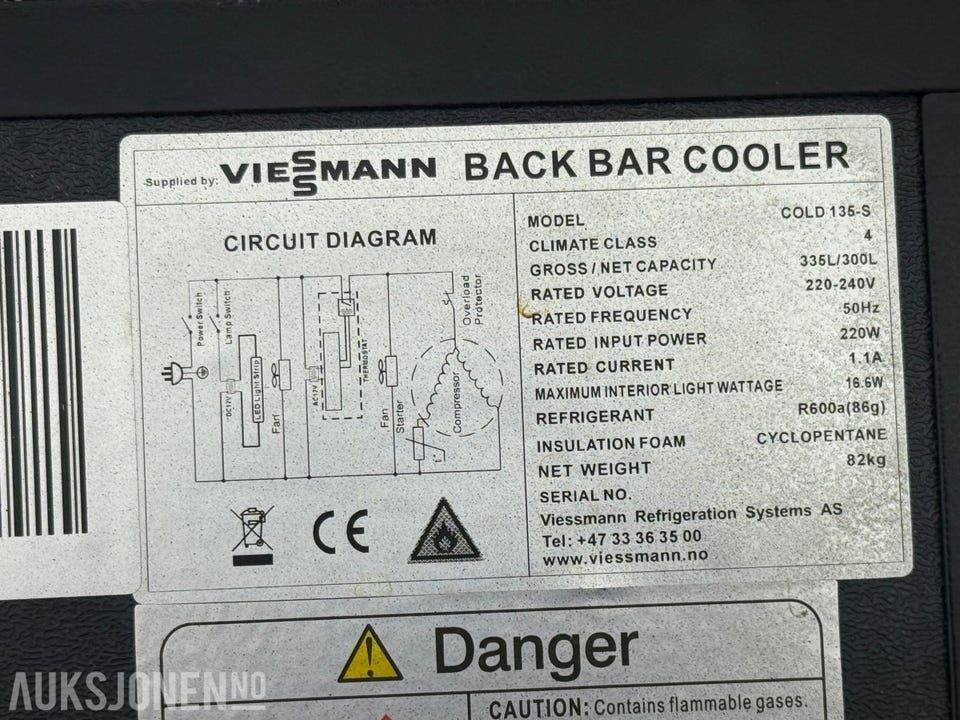 Supplied by: VIESSMANN BACK BAR COOLER
CIRCUIT DIAGRAM
Power Switch
Lamp Switch
DC12V
LED Light Strip
Fan
AC12V
THERMOSTAT
Fan
Starter
Compressor
Overload
Protector
MODEL COLD 135-S
CLIMATE CLASS 4
GROSS / NET CAPACITY 335L/300L
RATED VOLTAGE 220-240V
RATED FREQUENCY 50Hz
RATED INPUT POWER 220W
RATED CURRENT 1.1A
MAXIMUM INTERIOR LIGHT WATTAGE 16.6W
REFRIGERANT R600a(86g)
INSULATION FOAM CYCLOPENTANE
NET WEIGHT 82kg
SERIAL NO.
Viessmann Refrigeration Systems AS
Tel: +47 33 36 35 00
www.viessmann.no
CE
Danger
CAUTION: Contains flammable gases.
AUKSJONEN.NO